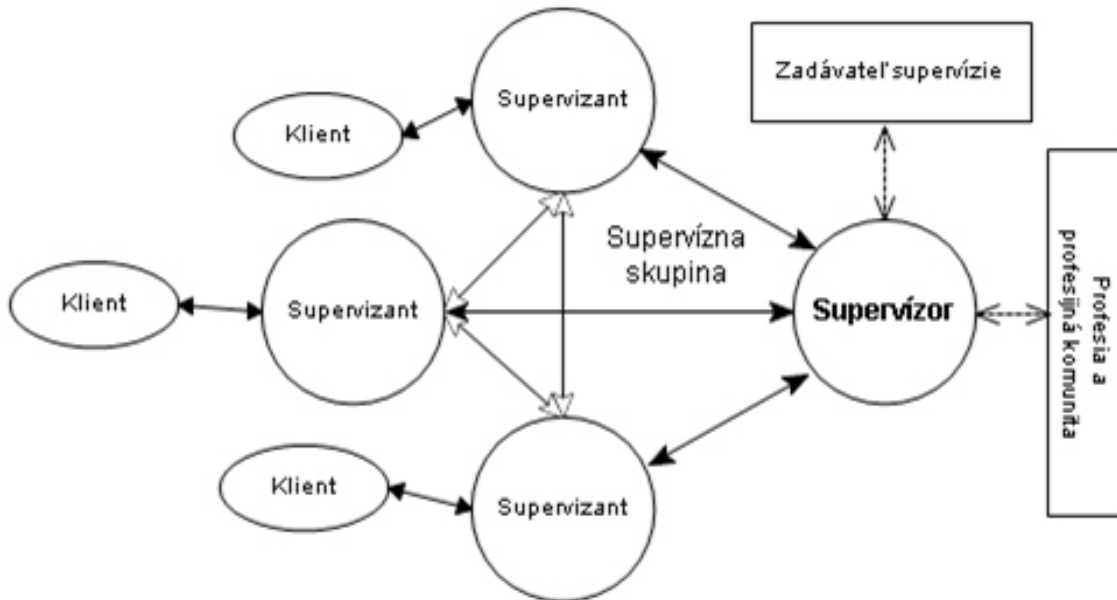 Supervizant
Klient
Zadávateľ supervízie
Supervízna
skupina
Klient
Supervizant
Supervízor
Profesia a
profesijná komunita
Klient
Supervizant